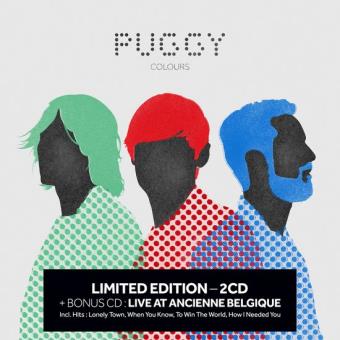 PUGGY
COLOURS
LIMITED EDITION – 2CD
+ BONUS CD : LIVE AT ANCIENNE BELGIQUE
Incl. Hits : Lonely Town, When You Know, To Win The World, How I Needed You